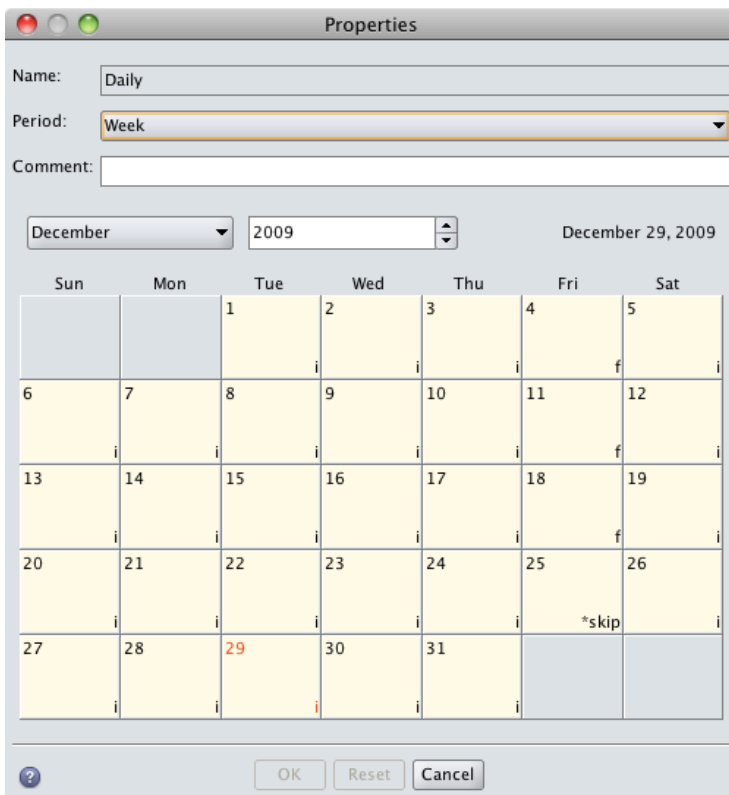 Properties
Name: Daily
Period: Week
Comment:
December 2009 December 29, 2009
Sun Mon Tue Wed Thu Fri Sat
1 2 3 4 5
i i i f i
6 7 8 9 10 11 12
i i i i i f i
13 14 15 16 17 18 19
i i i i i f i
20 21 22 23 24 25 26
i i i i i *skip i
27 28 29 30 31
i i i i i
? OK Reset Cancel